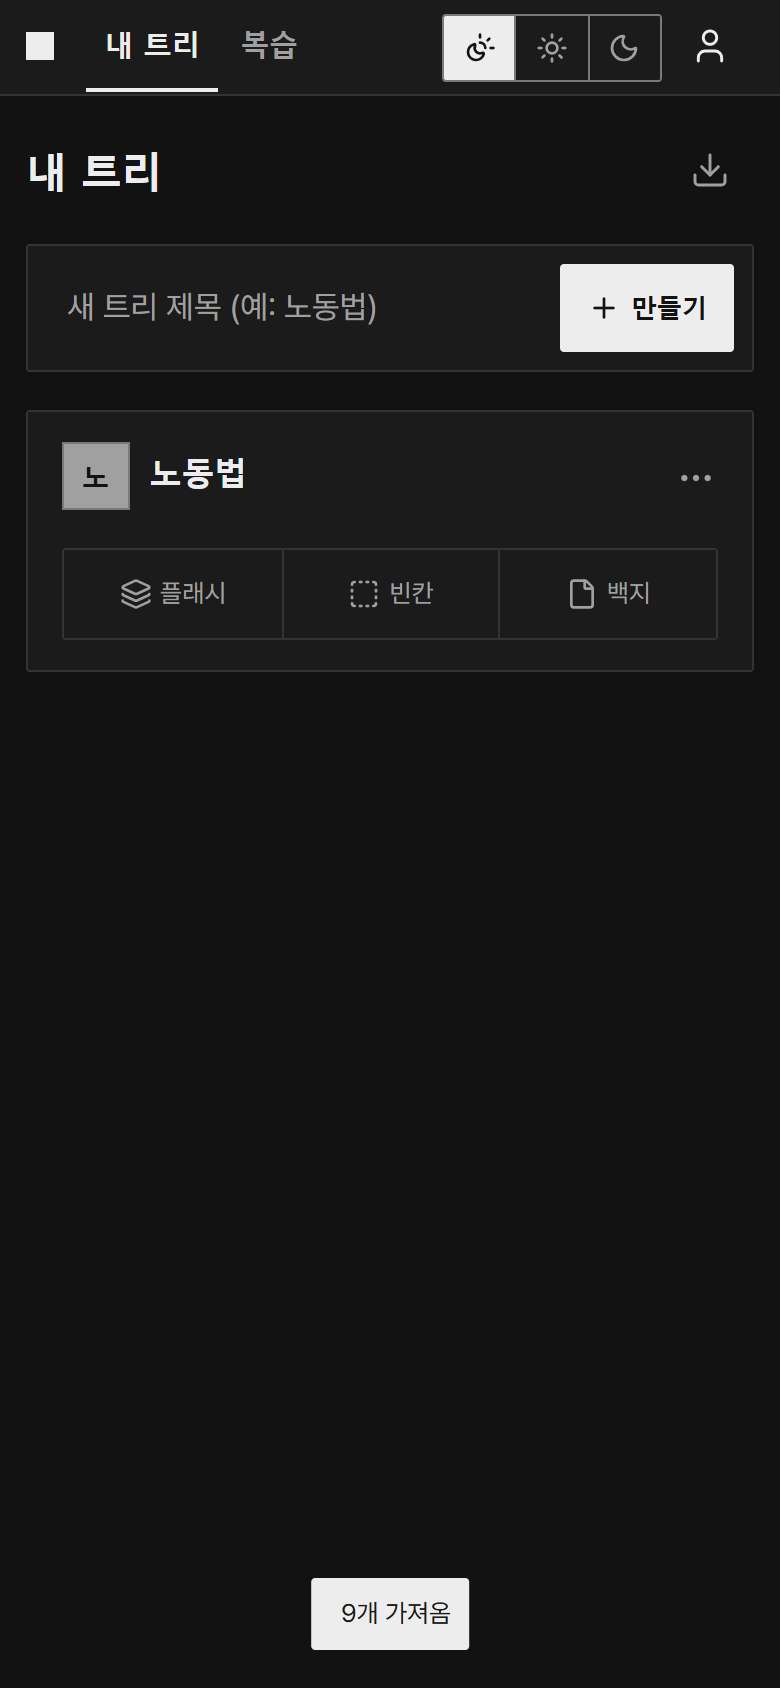 내 트리 복습
내 트리
새 트리 제목 (예: 노동법) 만들기
노 노동법
플래시 빈칸 백지
9개 가져옴